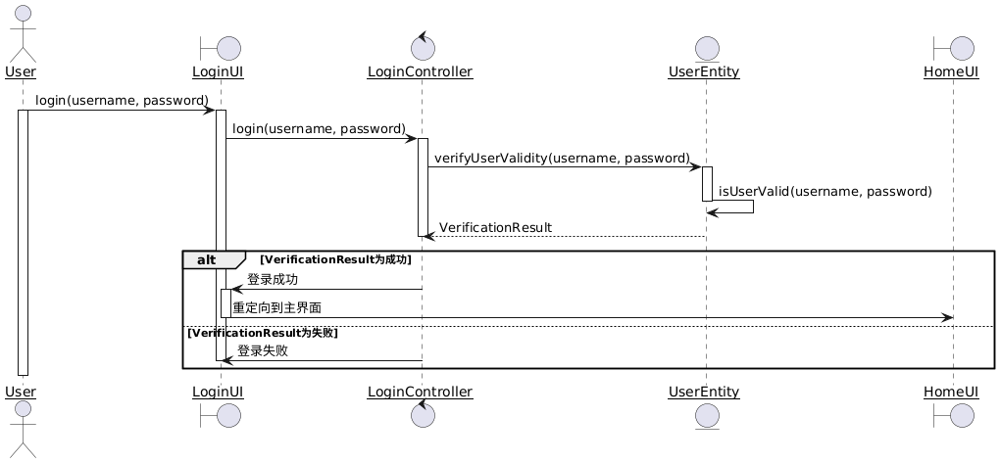 User
LoginUI
LoginController
UserEntity
HomeUI
login(username, password)
login(username, password)
verifyUserValidity(username, password)
isUserValid(username, password)
VerificationResult
alt
[VerificationResult为成功]
登录成功
重定向到主界面
[VerificationResult为失败]
登录失败
User
LoginUI
LoginController
UserEntity
HomeUI